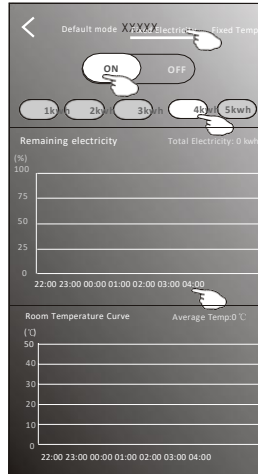 Default mode XXXXX Fixed Electricity Fixed Temp
ON OFF
1kwh 2kwh 3kwh 4kwh 5kwh
Remaining electricity Total Electricity: 0 kwh
(%)
100
75
50
25
0
22:00 23:00 00:00 01:00 02:00 03:00 04:00
Room Temperature Curve Average Temp:0 ℃
(℃)
50
40
30
20
10
0
22:00 23:00 00:00 01:00 02:00 03:00 04:00